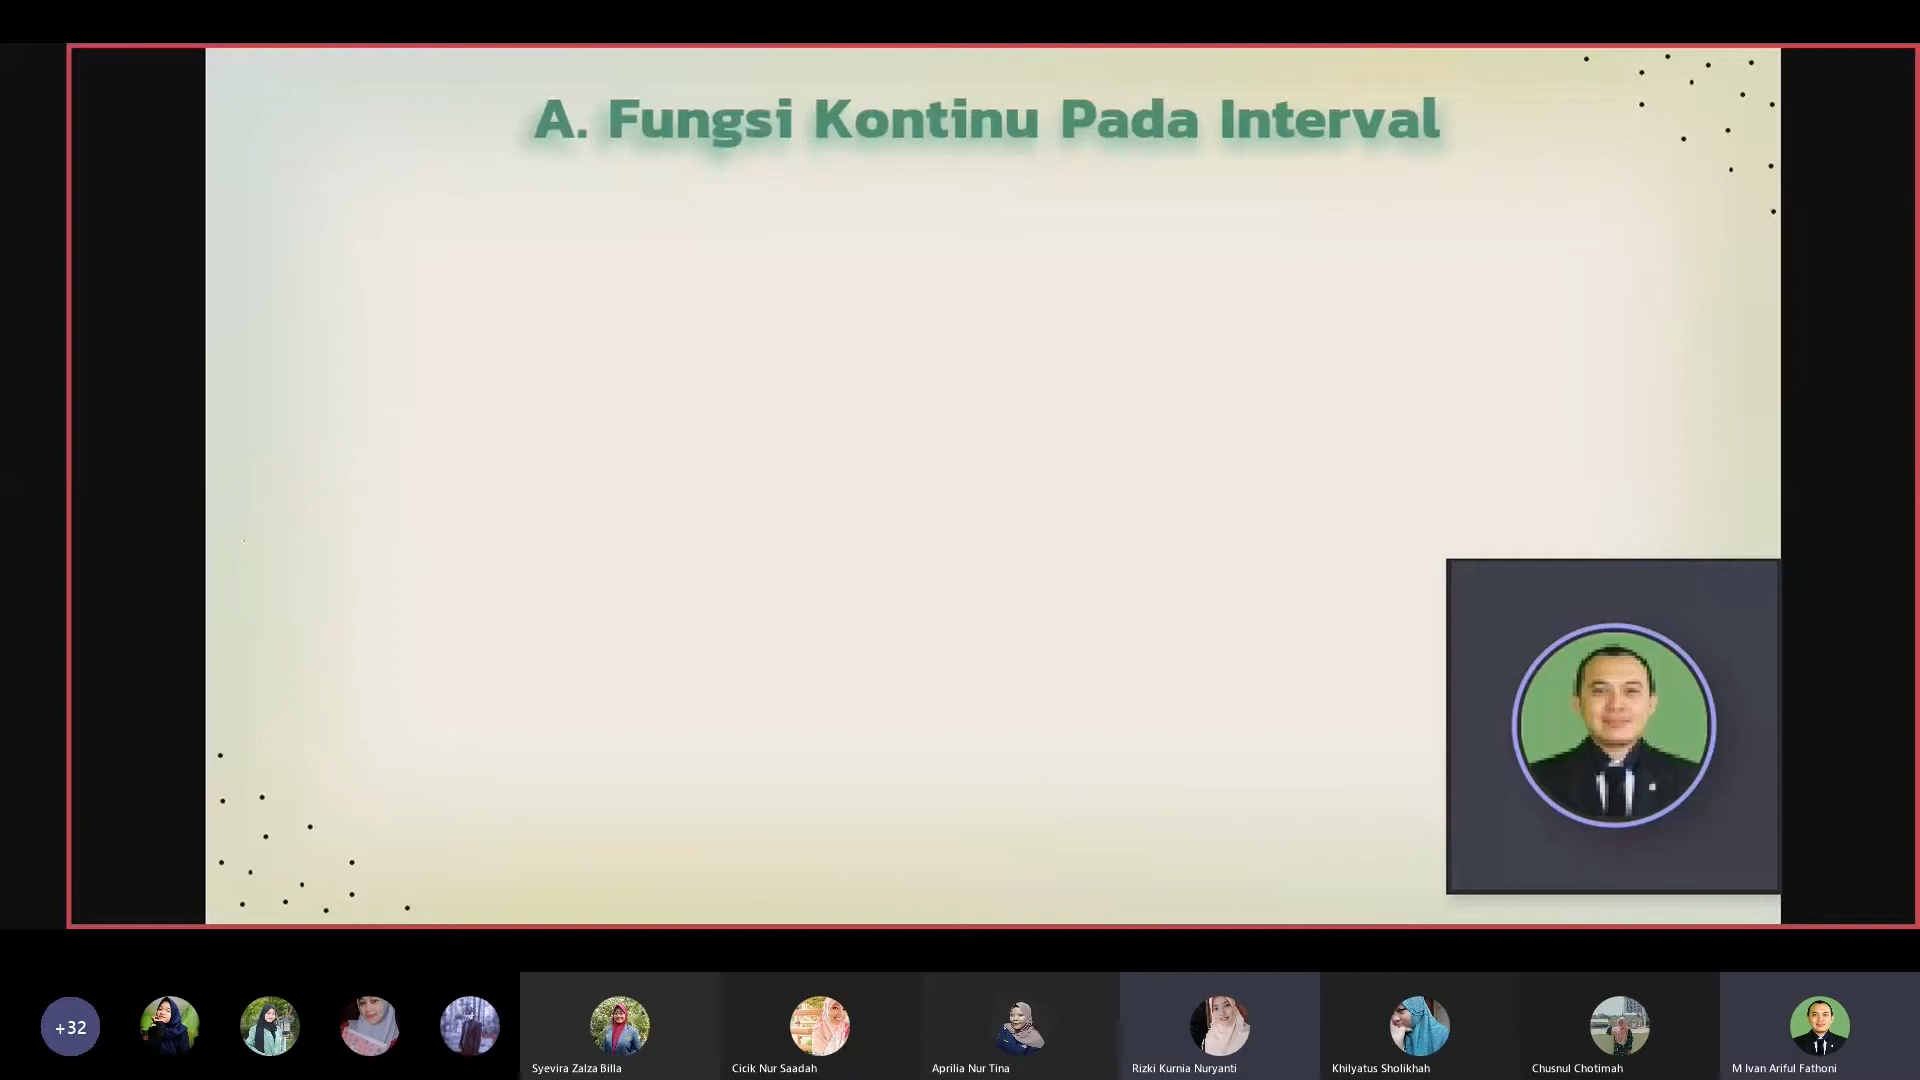 A. Fungsi Kontinu Pada Interval
+32
Syevira Zalza Billa
Cicik Nur Saadah
Aprilia Nur Tina
Rizki Kurnia Nuryanti
Khilyatus Sholikhah
Chusnul Chotimah
M Ivan Ariful Fathoni